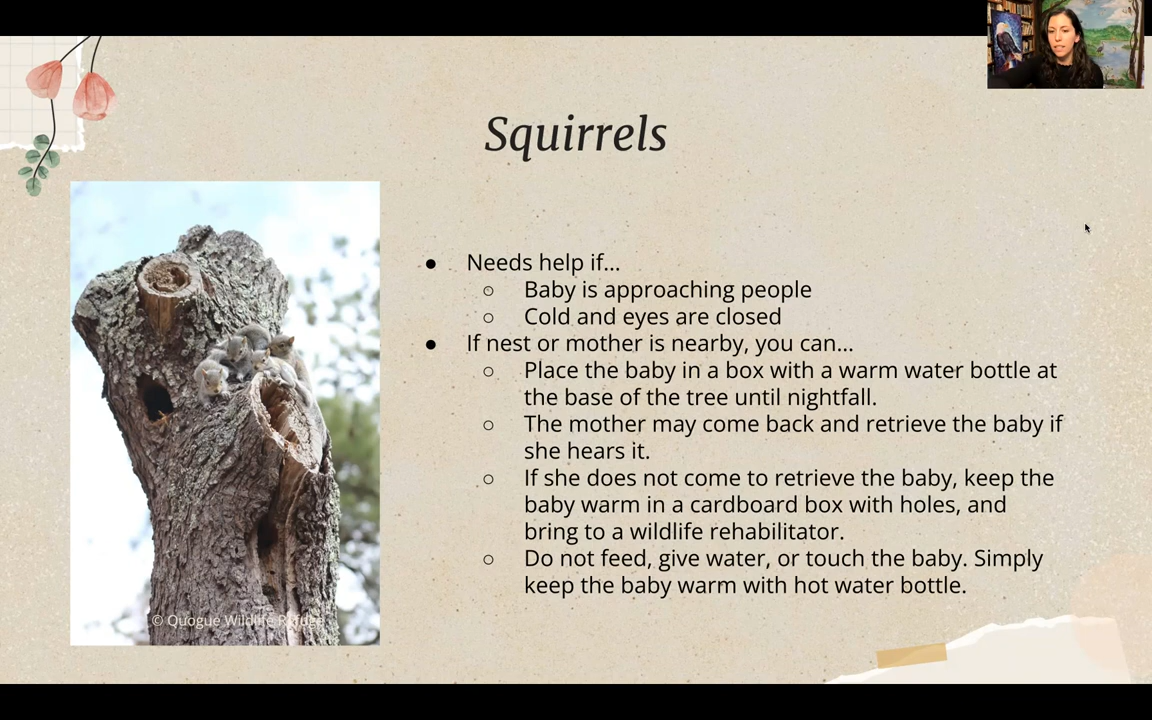 Squirrels
● Needs help if...
○ Baby is approaching people
○ Cold and eyes are closed
● If nest or mother is nearby, you can...
○ Place the baby in a box with a warm water bottle at
the base of the tree until nightfall.
○ The mother may come back and retrieve the baby if
she hears it.
○ If she does not come to retrieve the baby, keep the
baby warm in a cardboard box with holes, and
bring to a wildlife rehabilitator.
○ Do not feed, give water, or touch the baby. Simply
keep the baby warm with hot water bottle.
© Quogue Wildlife Refuge